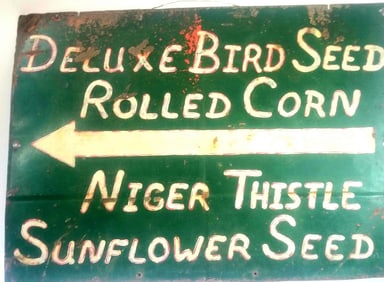 Deluxe Bird Seed
Rolled Corn
Niger Thistle
Sunflower Seed